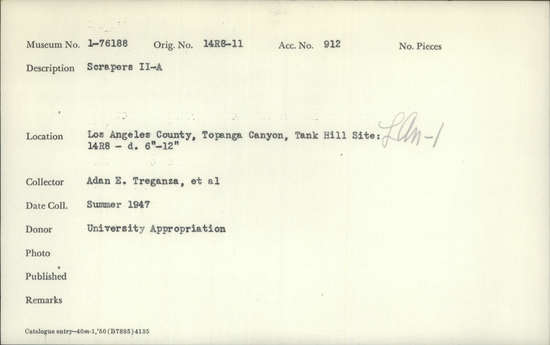 Museum No. 1-76188 Orig. No. 14R8-11 Acc. No. 912 No. Pieces
Description Scrapers II-A
Location Los Angeles County, Topanga Canyon, Tank Hill Site: LAn-1
14R8 - d. 6"-12"
Collector Adan E. Treganza, et al
Date Coll. Summer 1947
Donor University Appropriation
Photo
Published
Remarks
Catalogue entry—40m-1,'56(B7895)4135